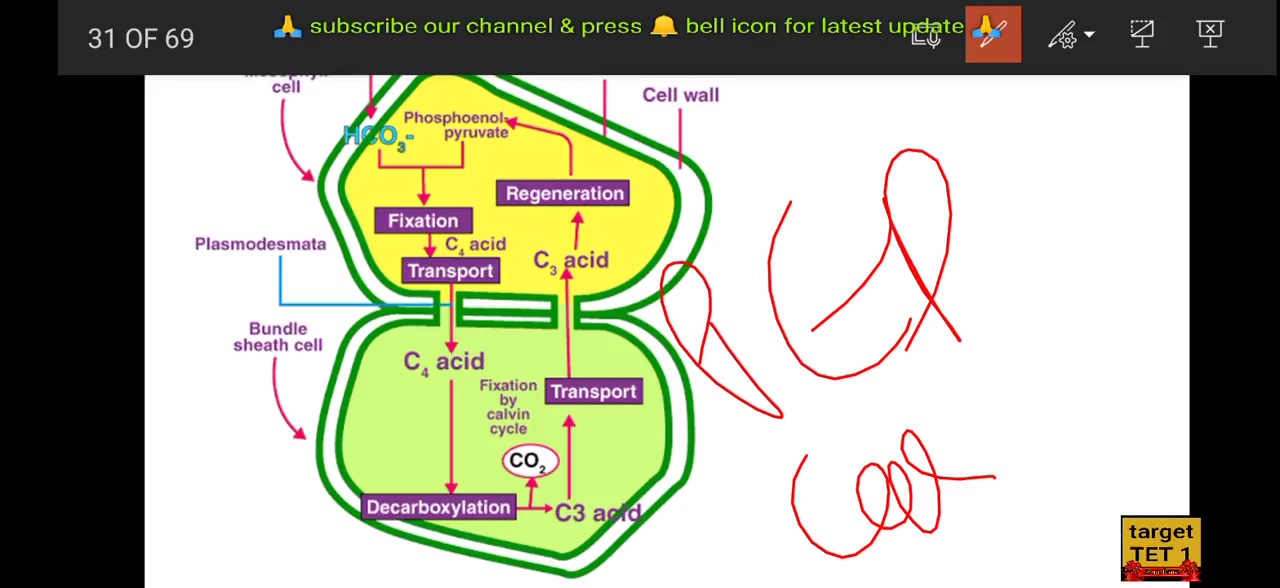 🙏 subscribe our channel & press 🔔 bell icon for latest update 🙏
31 OF 69
cell
Cell wall
HCO3-
Phosphoenol-
pyruvate
Regeneration
Fixation
C4 acid
Transport
C3 acid
Plasmodesmata
Bundle
sheath cell
C4 acid
Fixation
by
calvin
cycle
Transport
CO2
Decarboxylation
C3 acid
target
TET 1